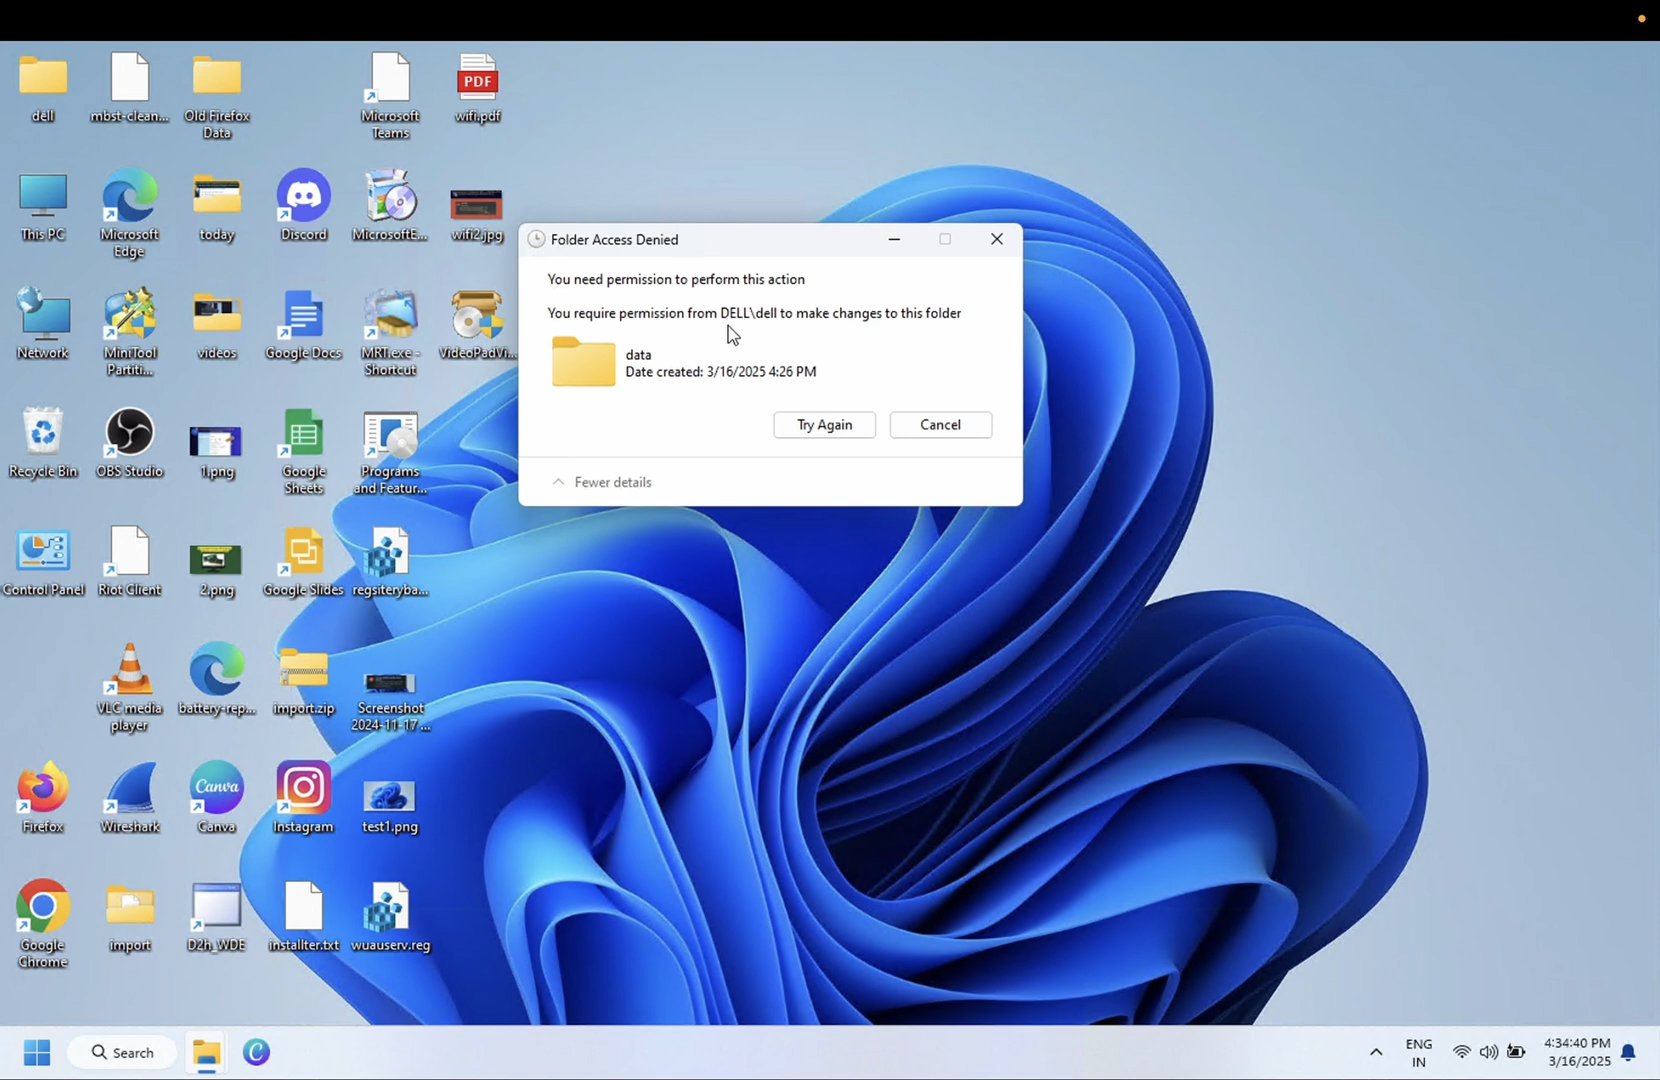 dell
mbst-clean...
Old Firefox
Data
Microsoft
Teams
PDF
wifi.pdf
This PC
Microsoft
Edge
today
Discord
MicrosoftE...
wifi2.jpg
Network
MiniTool
Partiti...
videos
Google Docs
MRT.exe -
Shortcut
VideoPadVi...
Recycle Bin
OBS Studio
1.png
Google
Sheets
Programs
and Featur...
Control Panel
Riot Client
2.png
Google Slides
regsiteryba...
VLC media
player
battery-rep...
import.zip
Screenshot
2024-11-17 ...
Firefox
Wireshark
Canva
Canva
Instagram
test1.png
Google
Chrome
import
D2h_WDE
installter.txt
wuauserv.reg
Folder Access Denied
You need permission to perform this action
You require permission from DELL\dell to make changes to this folder
data
Date created: 3/16/2025 4:26 PM
Try Again
Cancel
Fewer details
Search
C
ENG
IN
4:34:40 PM
3/16/2025